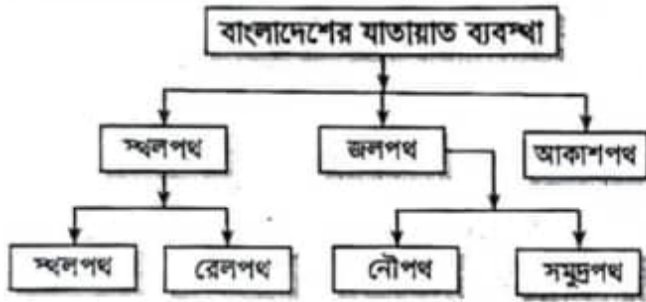 বাংলাদেশের যাতায়াত ব্যবস্থা
স্থলপথ
জলপথ
আকাশপথ
স্থলপথ
রেলপথ
নৌপথ
সমুদ্রপথ